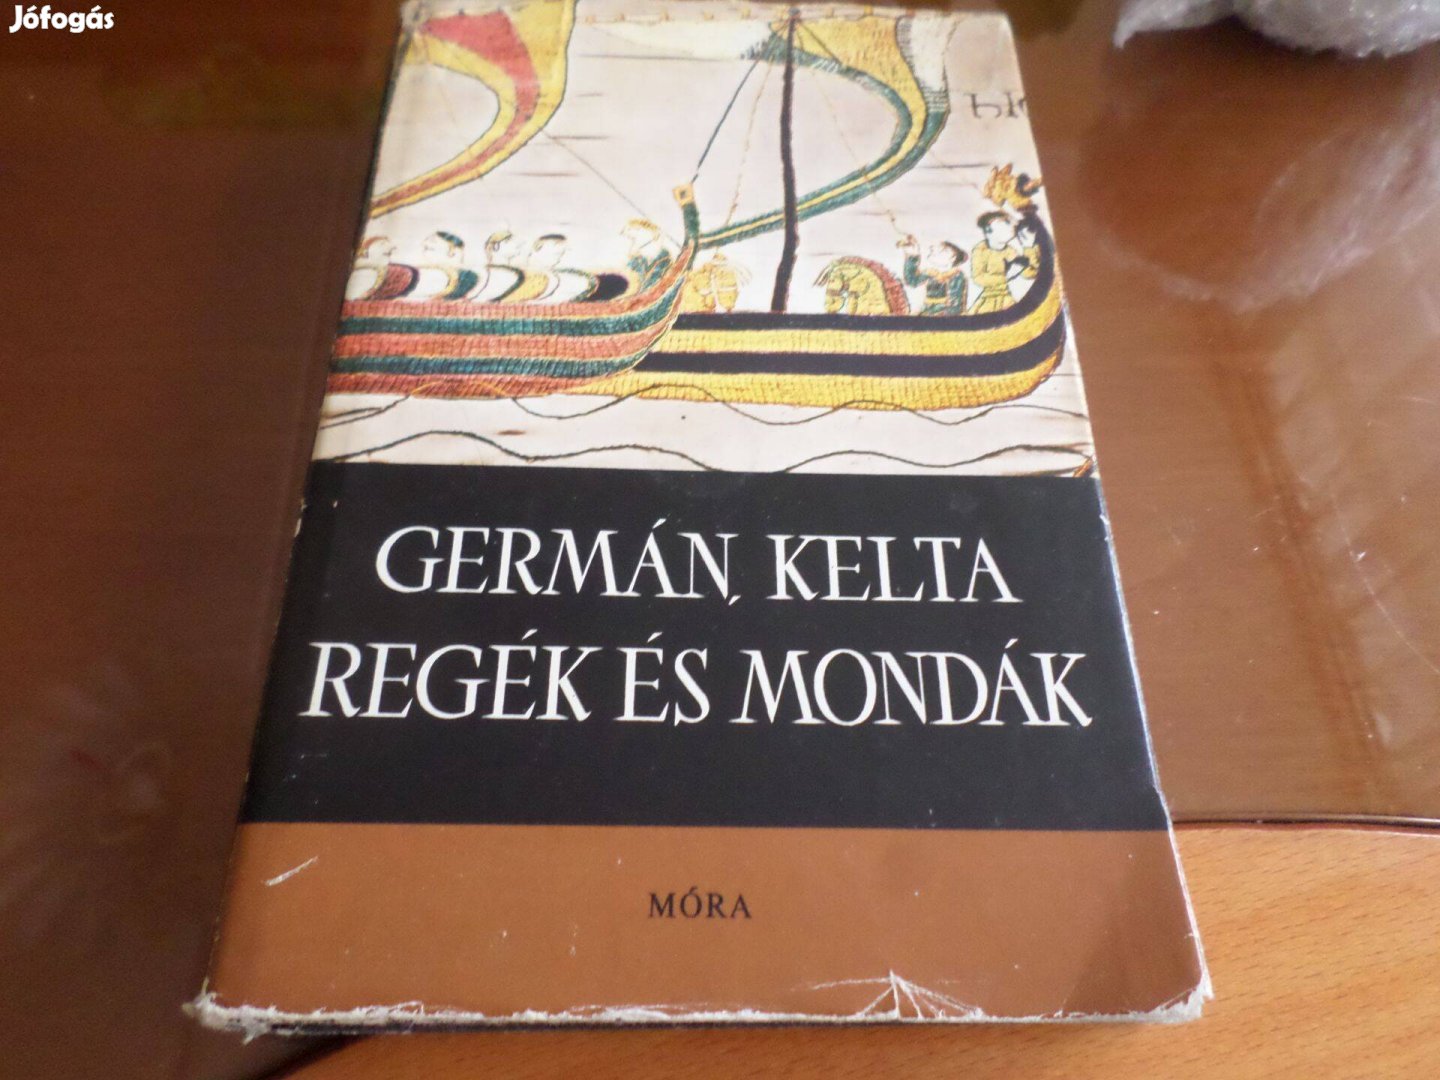 Jófogás
GERMÁN, KELTA
REGÉK ÉS MONDÁK
MÓRA